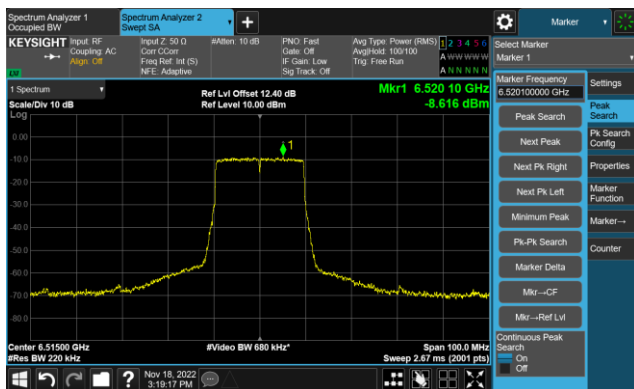 Spectrum Analyzer 1
Occupied BW
Spectrum Analyzer 2
Swept SA
Marker
KEYSIGHT
Input: RF
Coupling: AC
Align: Off
Input Z: 50 Ω
Corr CCorr
Freq Ref: Int (S)
NFE: Adaptive
#Atten: 10 dB
PNO: Fast
Gate: Off
IF Gain: Low
Sig Track: Off
Avg Type: Power (RMS)
Avg|Hold: 100/100
Trig: Free Run
1 2 3 4 5 6
A W W W W W
A N N N N N
Select Marker
Marker 1
1 Spectrum
Scale/Div 10 dB
Log
Ref Lvl Offset 12.40 dB
Ref Level 10.00 dBm
Mkr1 6.520 10 GHz
-8.616 dBm
1
0.00
-10.0
-20.0
-30.0
-40.0
-50.0
-60.0
-70.0
-80.0
Center 6.51500 GHz
#Res BW 220 kHz
#Video BW 680 kHz*
Span 100.0 MHz
Sweep 2.67 ms (2001 pts)
Marker Frequency
6.520100000 GHz
Peak Search
Next Peak
Next Pk Right
Next Pk Left
Minimum Peak
Pk-Pk Search
Marker Delta
Mkr→CF
Mkr→Ref Lvl
Continuous Peak
Search
On
Off
Settings
Peak
Search
Pk Search
Config
Properties
Marker
Function
Marker→
Counter
?
Nov 18, 2022
3:19:17 PM